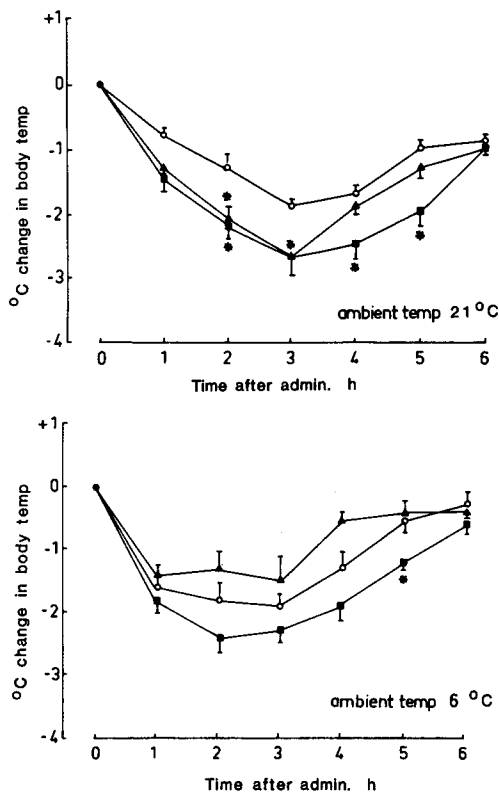 +1
0
-1
-2
-3
-4
°C change in body temp
* * * * *
ambient temp 21 °C
0 1 2 3 4 5 6
Time after admin. h
+1
0
-1
-2
-3
-4
°C change in body temp
*
ambient temp 6 °C
0 1 2 3 4 5 6
Time after admin. h